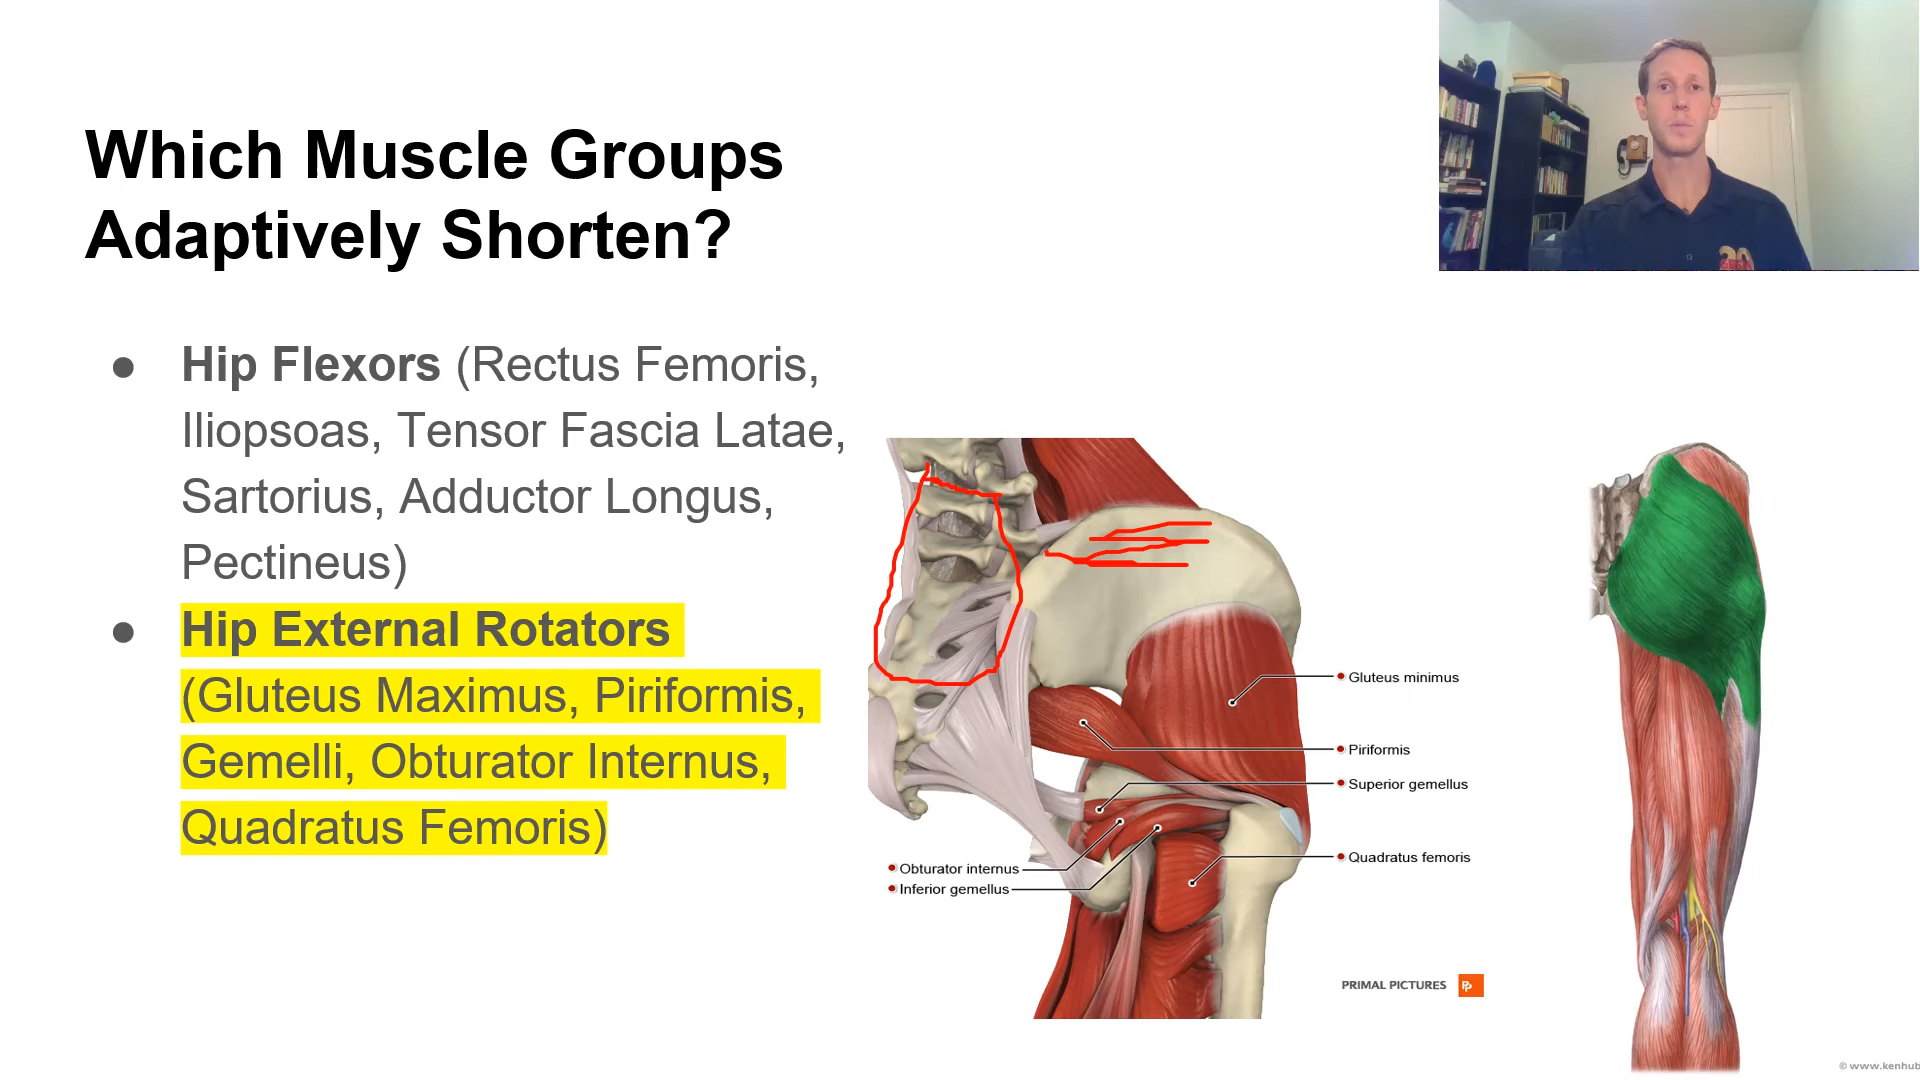 Which Muscle Groups
Adaptively Shorten?
● Hip Flexors (Rectus Femoris,
Iliopsoas, Tensor Fascia Latae,
Sartorius, Adductor Longus,
Pectineus)
● Hip External Rotators
(Gluteus Maximus, Piriformis,
Gemelli, Obturator Internus,
Quadratus Femoris)
Gluteus minimus
Piriformis
Superior gemellus
Quadratus femoris
Obturator internus
Inferior gemellus
PRIMAL PICTURES
© www.kenhub